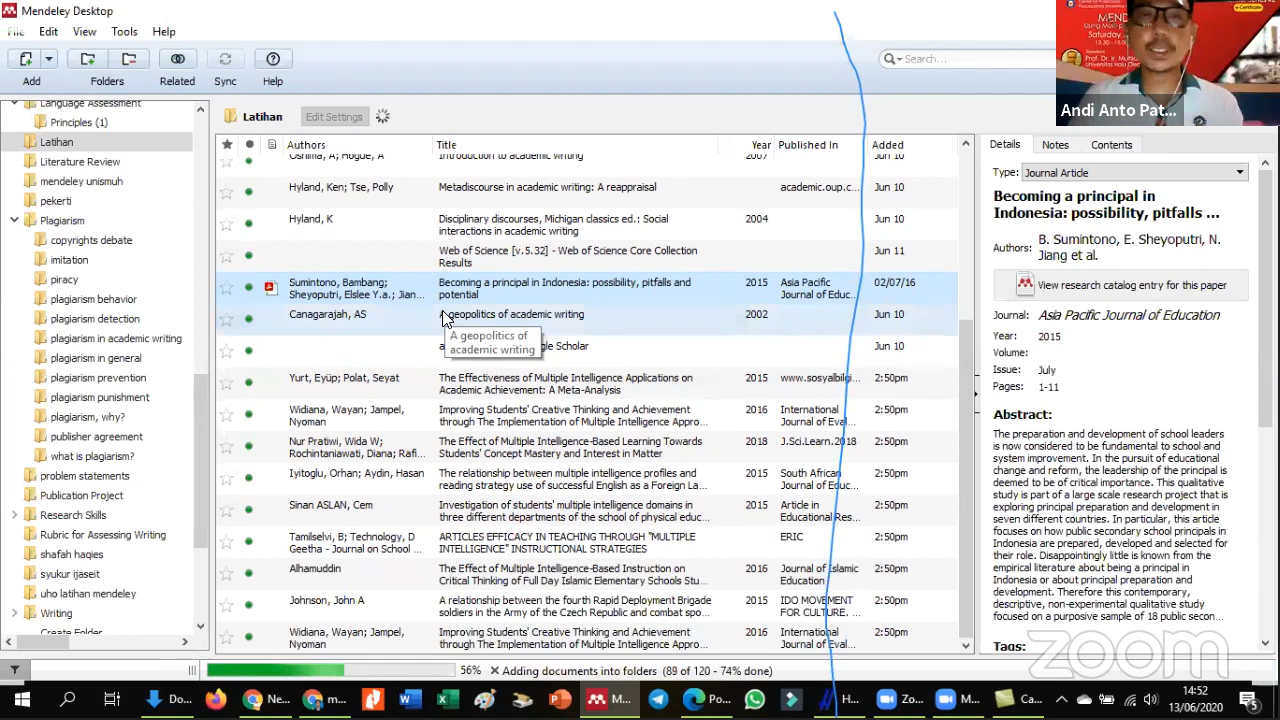 Mendeley Desktop
File Edit View Tools Help
Add Folders Related Sync Help
Search...
Andi Anto Pat...
Language Assessment
Principles (1)
Latihan
Literature Review
mendeley unismuh
pekerti
Plagiarism
copyrights debate
imitation
piracy
plagiarism behavior
plagiarism detection
plagiarism in academic writing
plagiarism in general
plagiarism prevention
plagiarism punishment
plagiarism, why?
publisher agreement
what is plagiarism?
problem statements
Publication Project
Research Skills
Rubric for Assessing Writing
shafah haqies
syukur ijaseit
uho latihan mendeley
Writing
Create Folder
Latihan Edit Settings
Authors Title Year Published In Added
Oshima, A; Hogue, A Introduction to academic writing 2007 Jun 10
Hyland, Ken; Tse, Polly Metadiscourse in academic writing: A reappraisal academic.oup.c... Jun 10
Hyland, K Disciplinary discourses, Michigan classics ed.: Social 2004 Jun 10
interactions in academic writing
Web of Science [v.5.32] - Web of Science Core Collection Jun 11
Results
Sumintono, Bambang; Becoming a principal in Indonesia: possibility, pitfalls and 2015 Asia Pacific 02/07/16
Sheyoputri, Elslee Y.a.; Jian... potential Journal of Educ...
Canagarajah, AS A geopolitics of academic writing 2002 Jun 10
A geopolitics of
academic writing
Scholar Jun 10
Yurt, Eyüp; Polat, Seyat The Effectiveness of Multiple Intelligence Applications on 2015 www.sosyalbilgi... 2:50pm
Academic Achievement: A Meta-Analysis
Widiana, Wayan; Jampel, Improving Students' Creative Thinking and Achievement 2016 International 2:50pm
Nyoman through The Implementation of Multiple Intelligence Appro... Journal of Eval...
Nur Pratiwi, Wida W; The Effect of Multiple Intelligence-Based Learning Towards 2018 J.Sci.Learn.2018 2:50pm
Rochintaniawati, Diana; Rafi... Students' Concept Mastery and Interest in Matter
Iyitoglu, Orhan; Aydin, Hasan The relationship between multiple intelligence profiles and 2015 South African 2:50pm
reading strategy use of successful English as a Foreign La... Journal of Educ...
Sinan ASLAN, Cem Investigation of students' multiple intelligence domains in 2015 Article in 2:50pm
three different departments of the school of physical educ... Educational Res...
Tamilselvi, B; Technology, D ARTICLES EFFICACY IN TEACHING THROUGH "MULTIPLE ERIC 2:50pm
Geetha - Journal on School ... INTELLIGENCE" INSTRUCTIONAL STRATEGIES
Alhamuddin The Effect of Multiple Intelligence-Based Instruction on Journal of Islamic 2:50pm
Critical Thinking of Full Day Islamic Elementary Schools Stu... Education
Johnson, John A A relationship between the fourth Rapid Deployment Brigade 2015 IDO MOVEMENT 2:50pm
soldiers in the Army of the Czech Republic and combat spo... FOR CULTURE. ...
Widiana, Wayan; Jampel, Improving Students' Creative Thinking and Achievement 2016 International 2:50pm
Nyoman through The Implementation of Multiple Intelligence Appro... Journal of Eval...
Details Notes Contents
Type: Journal Article
Becoming a principal in
Indonesia: possibility, pitfalls ...
Authors: B. Sumintono, E. Sheyoputri, N.
Jiang et al.
View research catalog entry for this paper
Journal: Asia Pacific Journal of Education
Year: 2015
Volume:
Issue: July
Pages: 1-11
Abstract:
The preparation and development of school leaders
is now considered to be fundamental to school and
system improvement. In the pursuit of educational
change and reform, the leadership of the principal is
deemed to be of critical importance. This qualitative
study is part of a large scale research project that is
exploring principal preparation and development in
seven different countries. In particular, this article
focuses on how public secondary school principals in
Indonesia are prepared, developed and selected for
their role. Disappointingly little is known from the
empirical literature about being a principal in
Indonesia or about principal preparation and
development. Therefore this contemporary,
descriptive, non-experimental qualitative study
focused on a purposive sample of 18 public secon...
Tags:
zoom
56% Adding documents into folders (89 of 120 - 74% done)
Do... Ne... m... M... Po... H... Zo... M... Ca...
14:52
13/06/2020
5